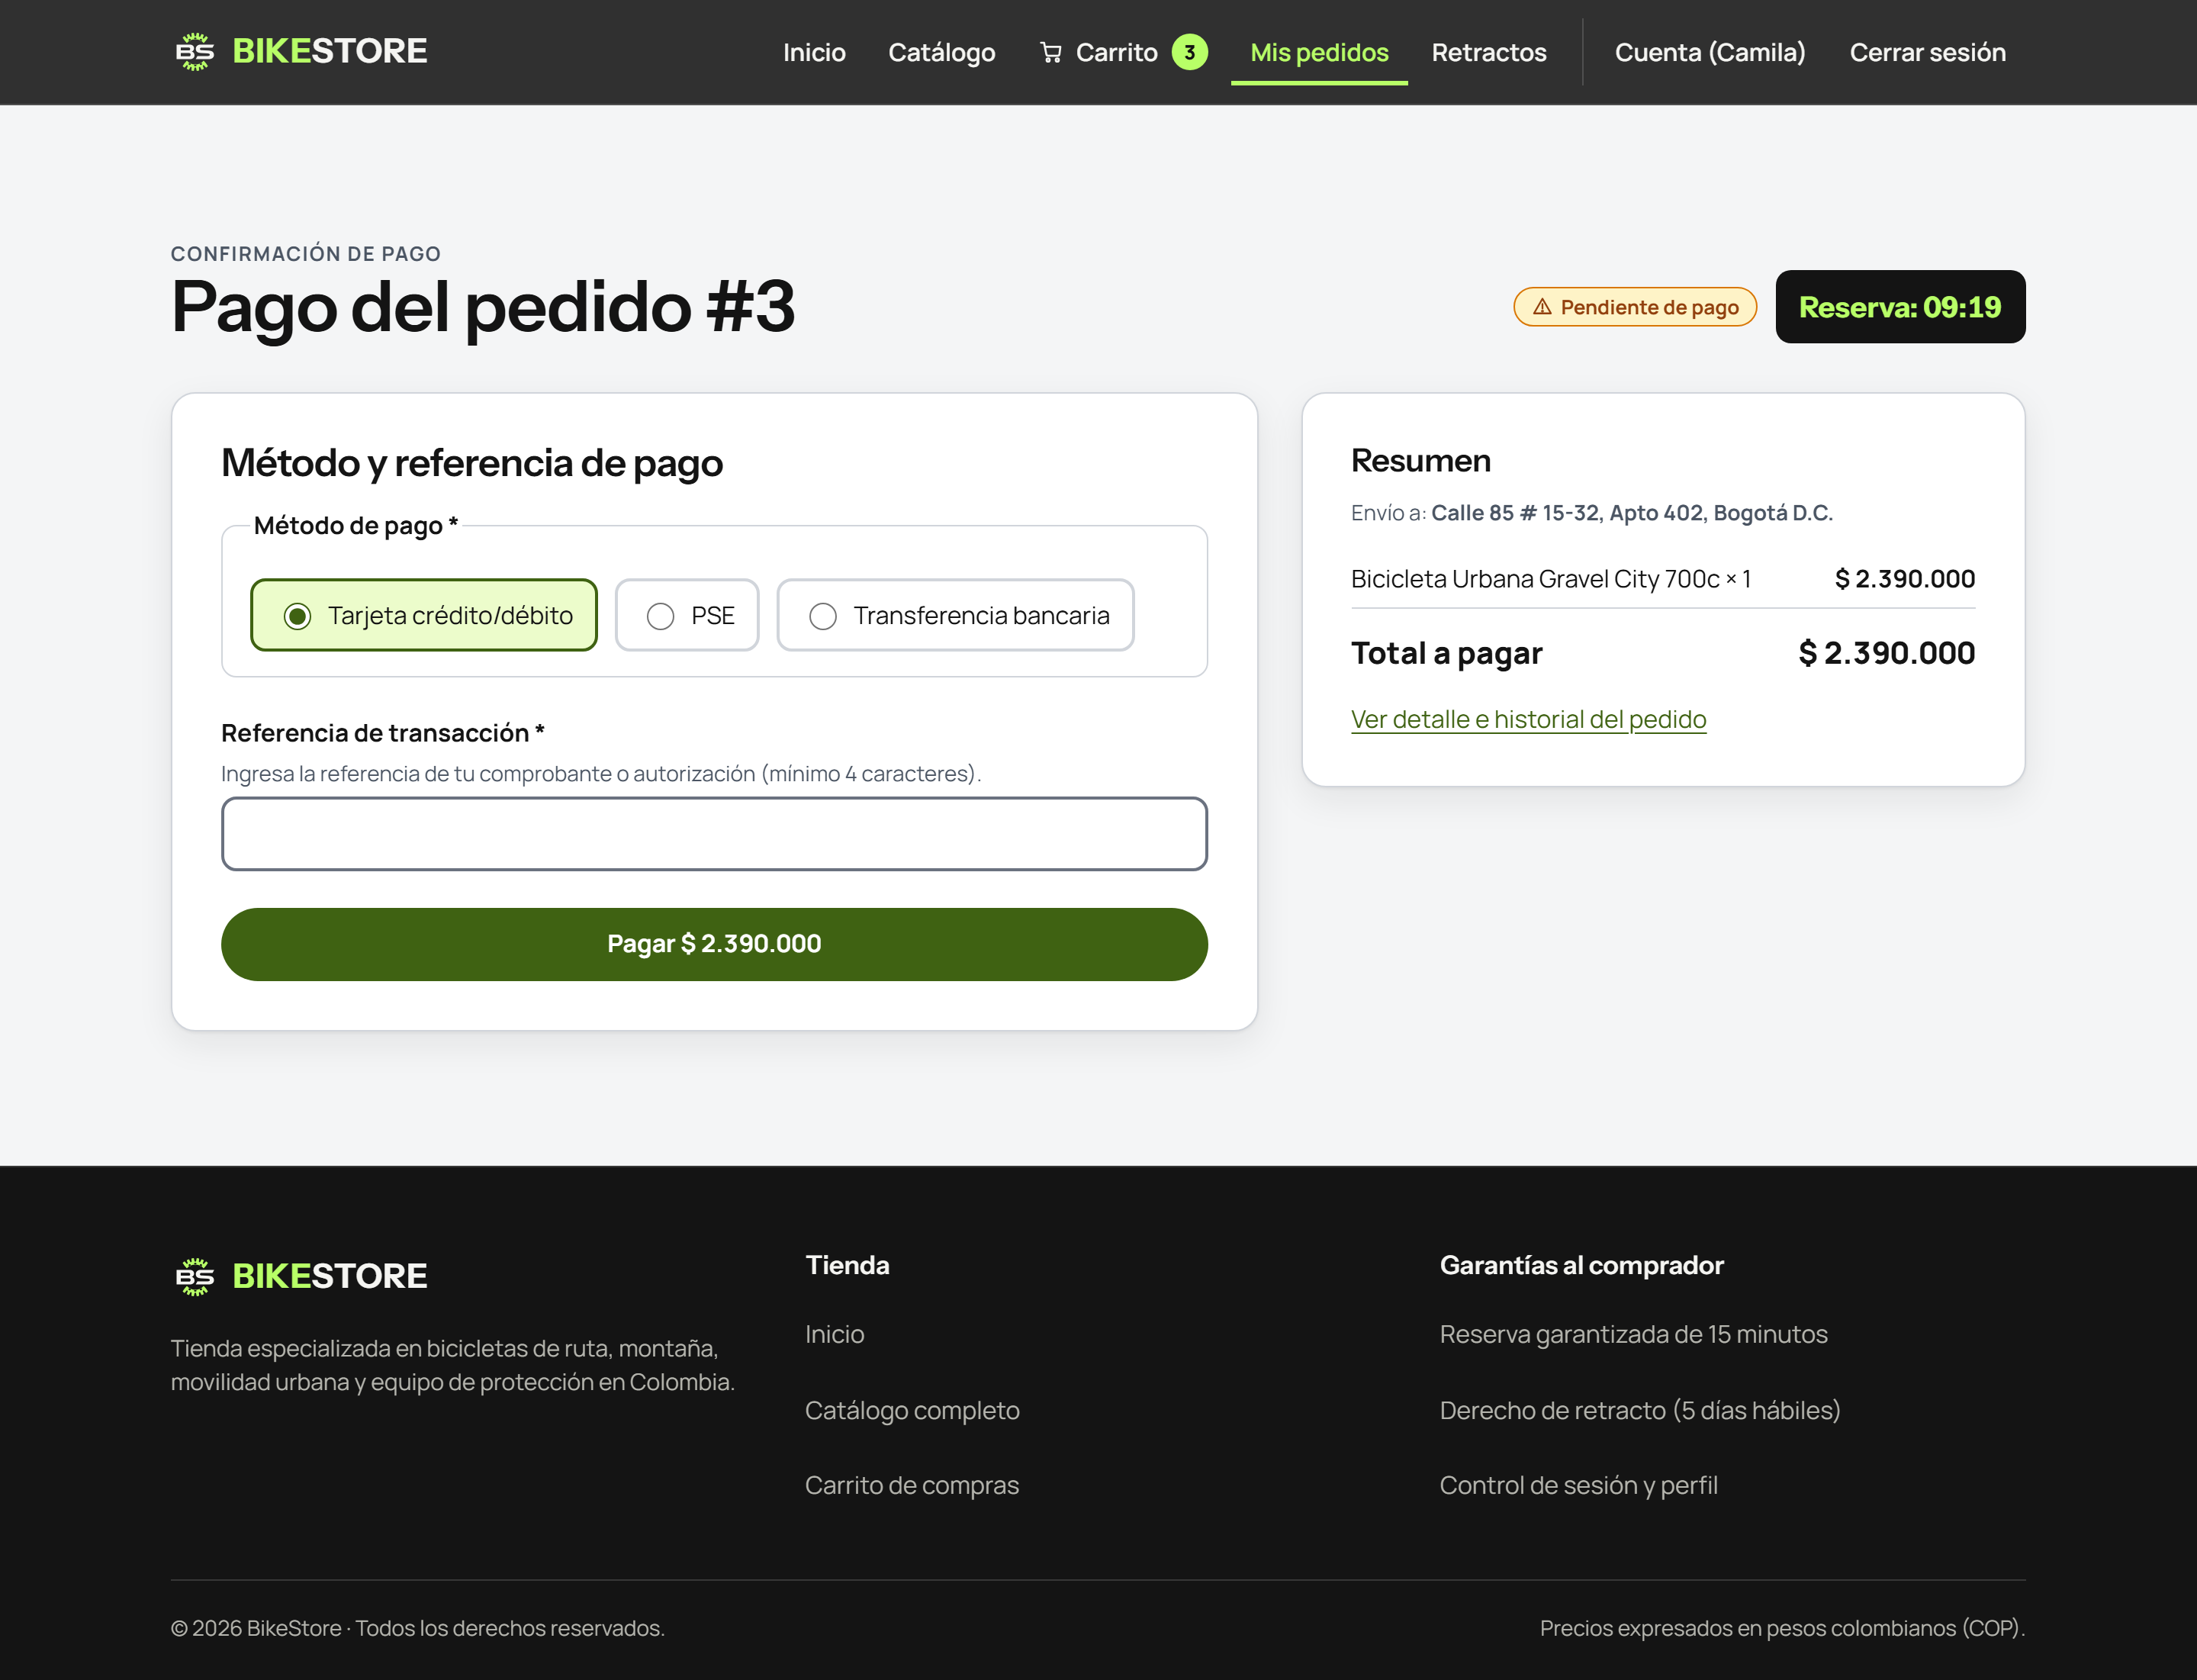 BS BIKESTORE
Inicio
Catálogo
Carrito 3
Mis pedidos
Retractos
Cuenta (Camila)
Cerrar sesión
CONFIRMACIÓN DE PAGO
Pago del pedido #3
Pendiente de pago
Reserva: 09:19
Método y referencia de pago
Método de pago *
Tarjeta crédito/débito
PSE
Transferencia bancaria
Referencia de transacción *
Ingresa la referencia de tu comprobante o autorización (mínimo 4 caracteres).
Pagar $ 2.390.000
Resumen
Envío a: Calle 85 # 15-32, Apto 402, Bogotá D.C.
Bicicleta Urbana Gravel City 700c × 1 $ 2.390.000
Total a pagar $ 2.390.000
Ver detalle e historial del pedido
BS BIKESTORE
Tienda especializada en bicicletas de ruta, montaña,
movilidad urbana y equipo de protección en Colombia.
Tienda
Inicio
Catálogo completo
Carrito de compras
Garantías al comprador
Reserva garantizada de 15 minutos
Derecho de retracto (5 días hábiles)
Control de sesión y perfil
© 2026 BikeStore · Todos los derechos reservados.
Precios expresados en pesos colombianos (COP).